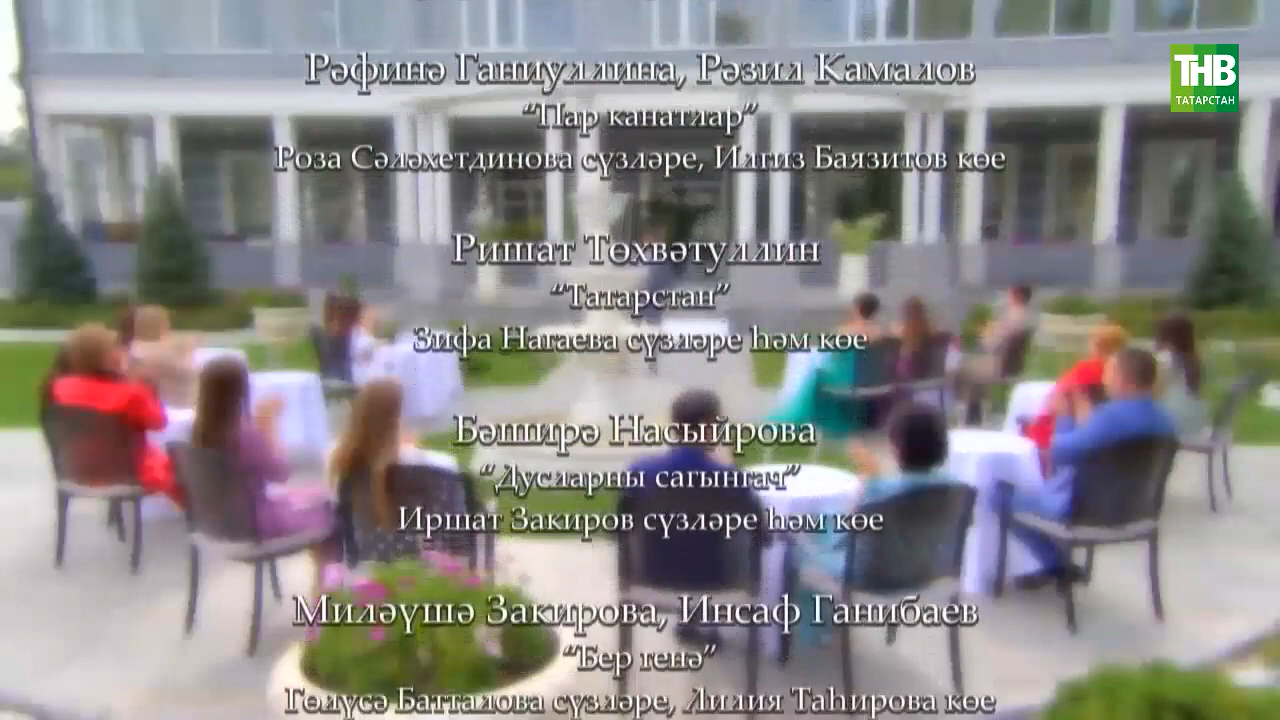 ТНВ
ТАТАРСТАН
Рәфинә Ганиуллина, Рәзил Камалов
“Пар канатлар”
Роза Сәләхетдинова сүзләре, Илгиз Баязитов көе
Ришат Төхвәтуллин
“Татарстан”
Зифа Нагаева сүзләре һәм көе
Бәширә Насыйрова
“Дусларны сагынгач”
Иршат Закиров сүзләре һәм көе
Миләүшә Закирова, Инсаф Ганибаев
“Бер генә”
Гөлүсә Батталова сүзләре, Лилия Таһирова көе